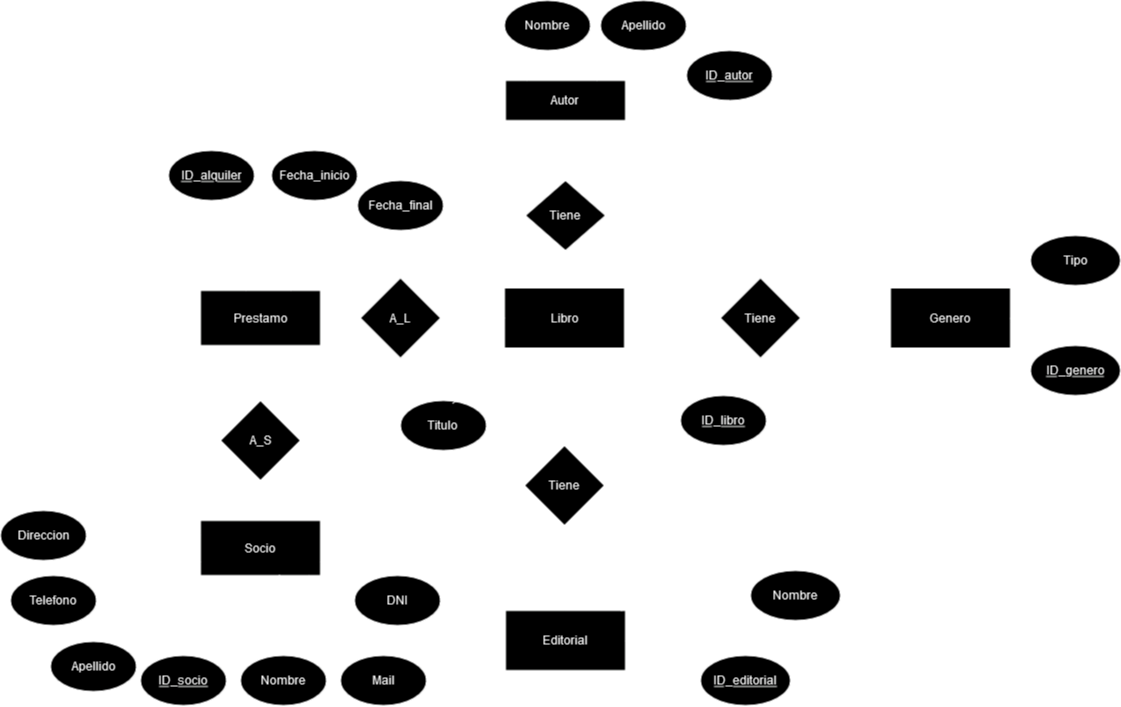 Nombre
Apellido
ID_autor
Autor
ID_alquiler
Fecha_inicio
Fecha_final
Tiene
Tipo
Prestamo
A_L
Libro
Tiene
Genero
ID_genero
Titulo
ID_libro
A_S
Tiene
Direccion
Socio
Telefono
DNI
Nombre
Editorial
Apellido
ID_socio
Nombre
Mail
ID_editorial